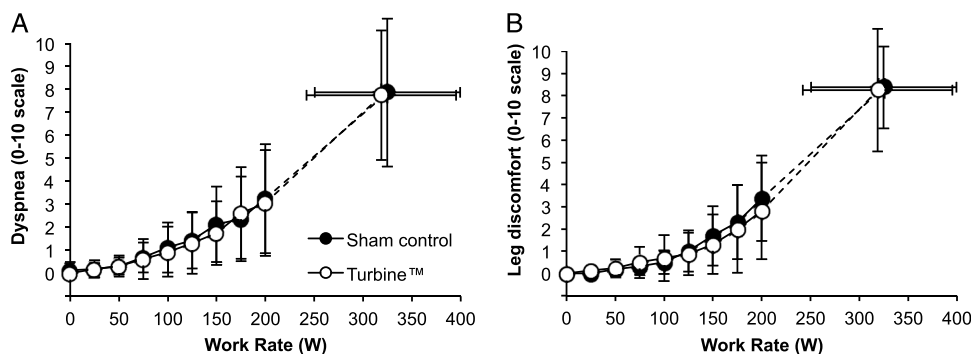 A
Dyspnea (0-10 scale)
10
9
8
7
6
5
4
3
2
1
0
Sham control
Turbine™
0 50 100 150 200 250 300 350 400
Work Rate (W)
B
Leg discomfort (0-10 scale)
10
9
8
7
6
5
4
3
2
1
0
0 50 100 150 200 250 300 350 400
Work Rate (W)